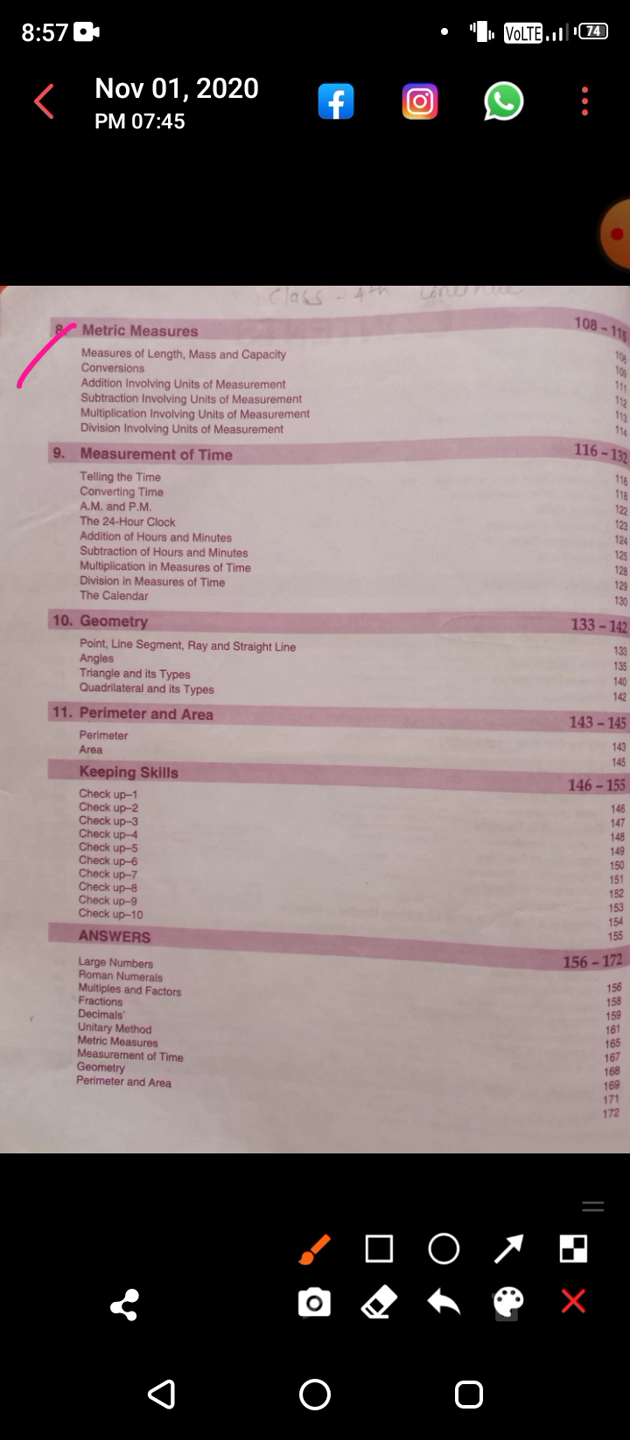 8:57
VoLTE
74
Nov 01, 2020
PM 07:45
Class - 4th
8. Metric Measures 108 – 115
Measures of Length, Mass and Capacity 108
Conversions 109
Addition Involving Units of Measurement 111
Subtraction Involving Units of Measurement 112
Multiplication Involving Units of Measurement 113
Division Involving Units of Measurement 114
9. Measurement of Time 116 – 132
Telling the Time 116
Converting Time 118
A.M. and P.M. 122
The 24-Hour Clock 123
Addition of Hours and Minutes 124
Subtraction of Hours and Minutes 125
Multiplication in Measures of Time 128
Division in Measures of Time 129
The Calendar 130
10. Geometry 133 – 142
Point, Line Segment, Ray and Straight Line 133
Angles 135
Triangle and its Types 140
Quadrilateral and its Types 142
11. Perimeter and Area 143 – 145
Perimeter 143
Area 145
Keeping Skills 146 – 155
Check up–1 146
Check up–2 147
Check up–3 148
Check up–4 149
Check up–5 150
Check up–6 151
Check up–7 152
Check up–8 153
Check up–9 154
Check up–10 155
ANSWERS 156 – 172
Large Numbers 156
Roman Numerals 158
Multiples and Factors 159
Fractions 161
Decimals 165
Unitary Method 167
Metric Measures 168
Measurement of Time 169
Geometry 171
Perimeter and Area 172